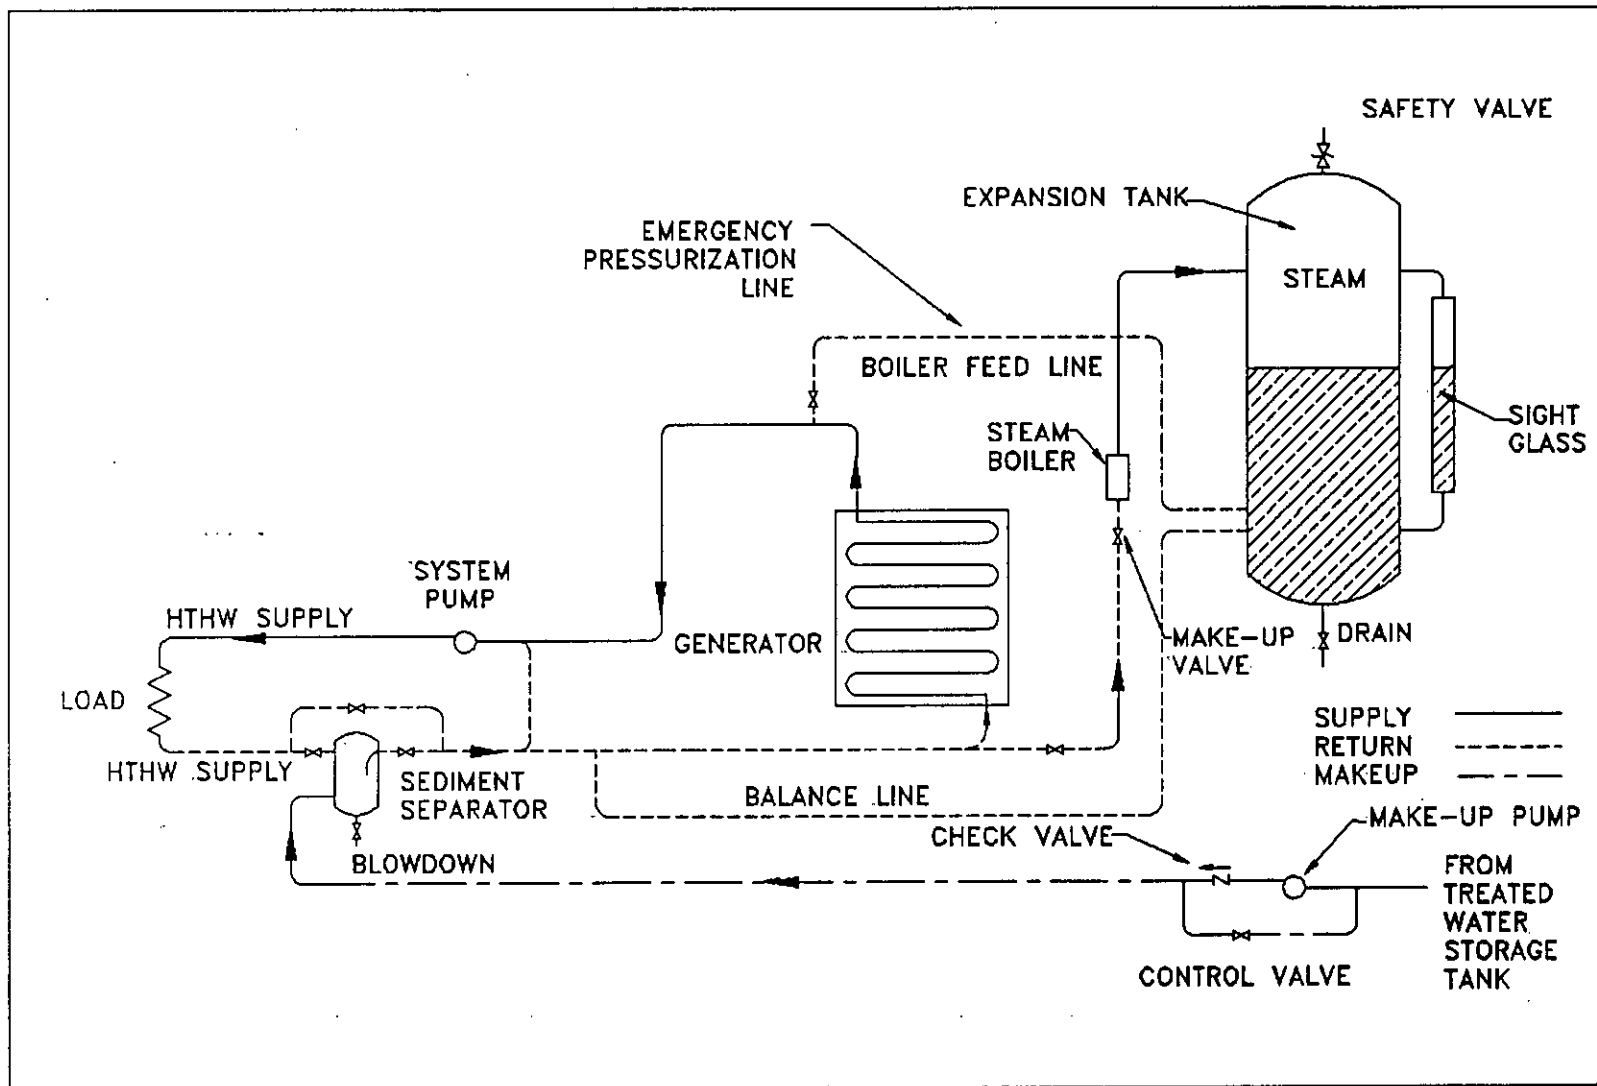 SAFETY VALVE
EXPANSION TANK
EMERGENCY
PRESSURIZATION
LINE
STEAM
BOILER FEED LINE
SIGHT
GLASS
STEAM
BOILER
SYSTEM
PUMP
HTHW SUPPLY
GENERATOR
MAKE-UP
VALVE
DRAIN
LOAD
SUPPLY
RETURN
MAKEUP
HTHW SUPPLY
SEDIMENT
SEPARATOR
BALANCE LINE
CHECK VALVE
MAKE-UP PUMP
BLOWDOWN
FROM
TREATED
WATER
STORAGE
TANK
CONTROL VALVE